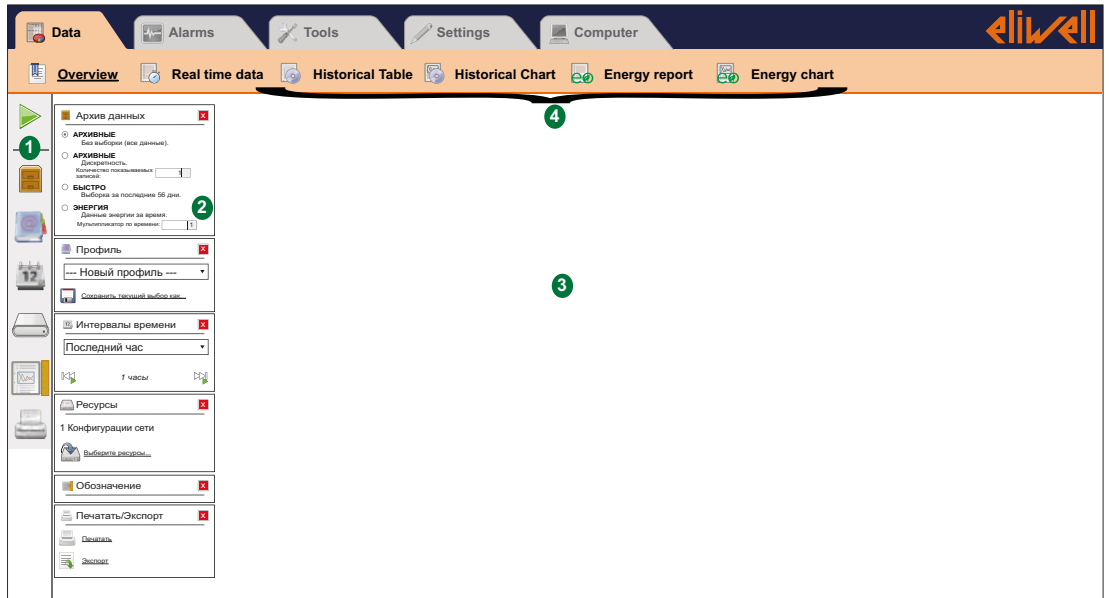 Data Alarms Tools Settings Computer eliwell
Overview Real time data Historical Table Historical Chart Energy report Energy chart
4
1
12
Архив данных x
АРХИВНЫЕ
Без выборки (все данные).
АРХИВНЫЕ
Дискретность.
Количество показываемых
записей: 1
БЫСТРО
Выборка за последние 56 дни.
ЭНЕРГИЯ
Данные энергии за время.
Мультипликатор по времени: 1
2
Профиль x
--- Новый профиль ---
Сохранить текущий выбор как...
3
Интервалы времени x
Последний час
1 часы
Ресурсы x
1 Конфигурации сети
Выберите ресурсы...
Обозначение x
Печатать/Экспорт x
Печатать
Экспорт